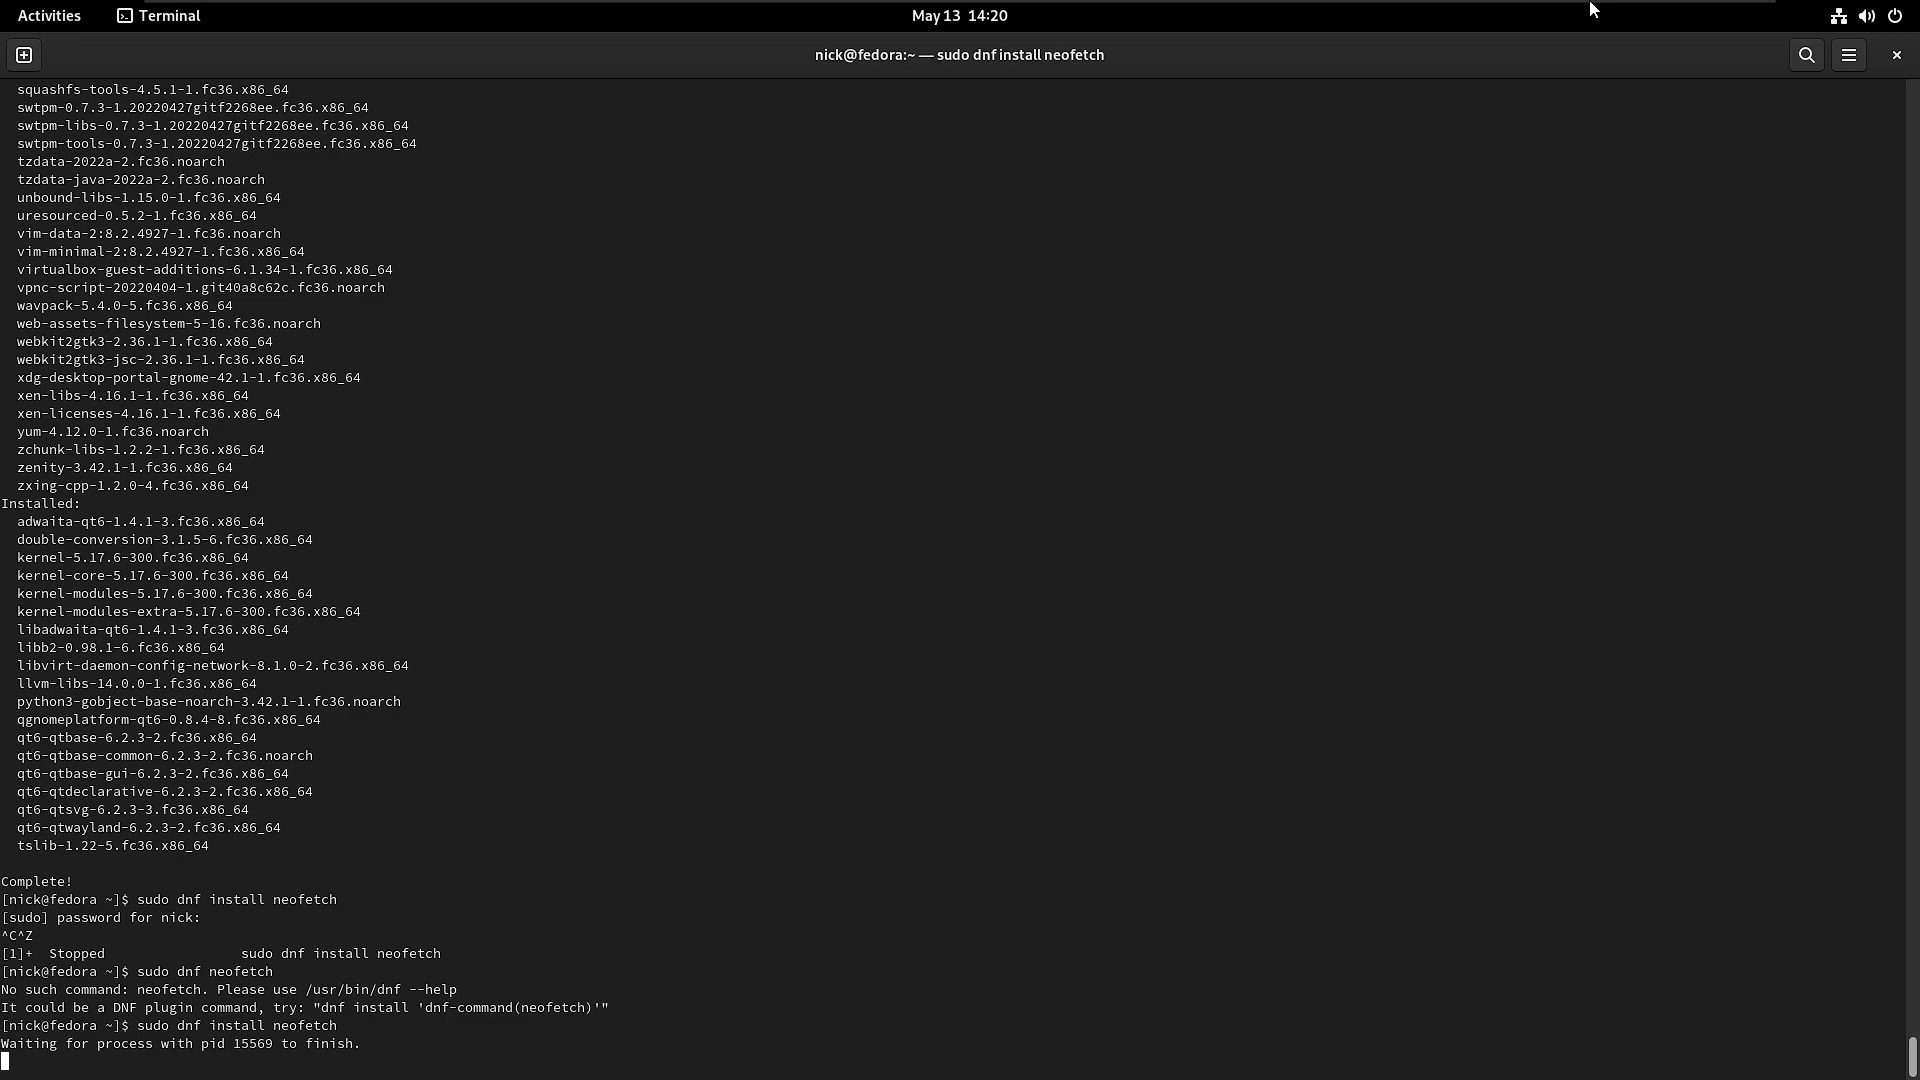 Activities Terminal May 13 14:20
nick@fedora:~ — sudo dnf install neofetch
squashfs-tools-4.5.1-1.fc36.x86_64
swtpm-0.7.3-1.20220427gitf2268ee.fc36.x86_64
swtpm-libs-0.7.3-1.20220427gitf2268ee.fc36.x86_64
swtpm-tools-0.7.3-1.20220427gitf2268ee.fc36.x86_64
tzdata-2022a-2.fc36.noarch
tzdata-java-2022a-2.fc36.noarch
unbound-libs-1.15.0-1.fc36.x86_64
uresourced-0.5.2-1.fc36.x86_64
vim-data-2:8.2.4927-1.fc36.noarch
vim-minimal-2:8.2.4927-1.fc36.x86_64
virtualbox-guest-additions-6.1.34-1.fc36.x86_64
vpnc-script-20220404-1.git40a8c62c.fc36.noarch
wavpack-5.4.0-5.fc36.x86_64
web-assets-filesystem-5-16.fc36.noarch
webkit2gtk3-2.36.1-1.fc36.x86_64
webkit2gtk3-jsc-2.36.1-1.fc36.x86_64
xdg-desktop-portal-gnome-42.1-1.fc36.x86_64
xen-libs-4.16.1-1.fc36.x86_64
xen-licenses-4.16.1-1.fc36.x86_64
yum-4.12.0-1.fc36.noarch
zchunk-libs-1.2.2-1.fc36.x86_64
zenity-3.42.1-1.fc36.x86_64
zxing-cpp-1.2.0-4.fc36.x86_64
Installed:
adwaita-qt6-1.4.1-3.fc36.x86_64
double-conversion-3.1.5-6.fc36.x86_64
kernel-5.17.6-300.fc36.x86_64
kernel-core-5.17.6-300.fc36.x86_64
kernel-modules-5.17.6-300.fc36.x86_64
kernel-modules-extra-5.17.6-300.fc36.x86_64
libadwaita-qt6-1.4.1-3.fc36.x86_64
libb2-0.98.1-6.fc36.x86_64
libvirt-daemon-config-network-8.1.0-2.fc36.x86_64
llvm-libs-14.0.0-1.fc36.x86_64
python3-gobject-base-noarch-3.42.1-1.fc36.noarch
qgnomeplatform-qt6-0.8.4-8.fc36.x86_64
qt6-qtbase-6.2.3-2.fc36.x86_64
qt6-qtbase-common-6.2.3-2.fc36.noarch
qt6-qtbase-gui-6.2.3-2.fc36.x86_64
qt6-qtdeclarative-6.2.3-2.fc36.x86_64
qt6-qtsvg-6.2.3-3.fc36.x86_64
qt6-qtwayland-6.2.3-2.fc36.x86_64
tslib-1.22-5.fc36.x86_64
Complete!
[nick@fedora ~]$ sudo dnf install neofetch
[sudo] password for nick:
^C^Z
[1]+  Stopped                 sudo dnf install neofetch
[nick@fedora ~]$ sudo dnf neofetch
No such command: neofetch. Please use /usr/bin/dnf --help
It could be a DNF plugin command, try: "dnf install 'dnf-command(neofetch)'"
[nick@fedora ~]$ sudo dnf install neofetch
Waiting for process with pid 15569 to finish.